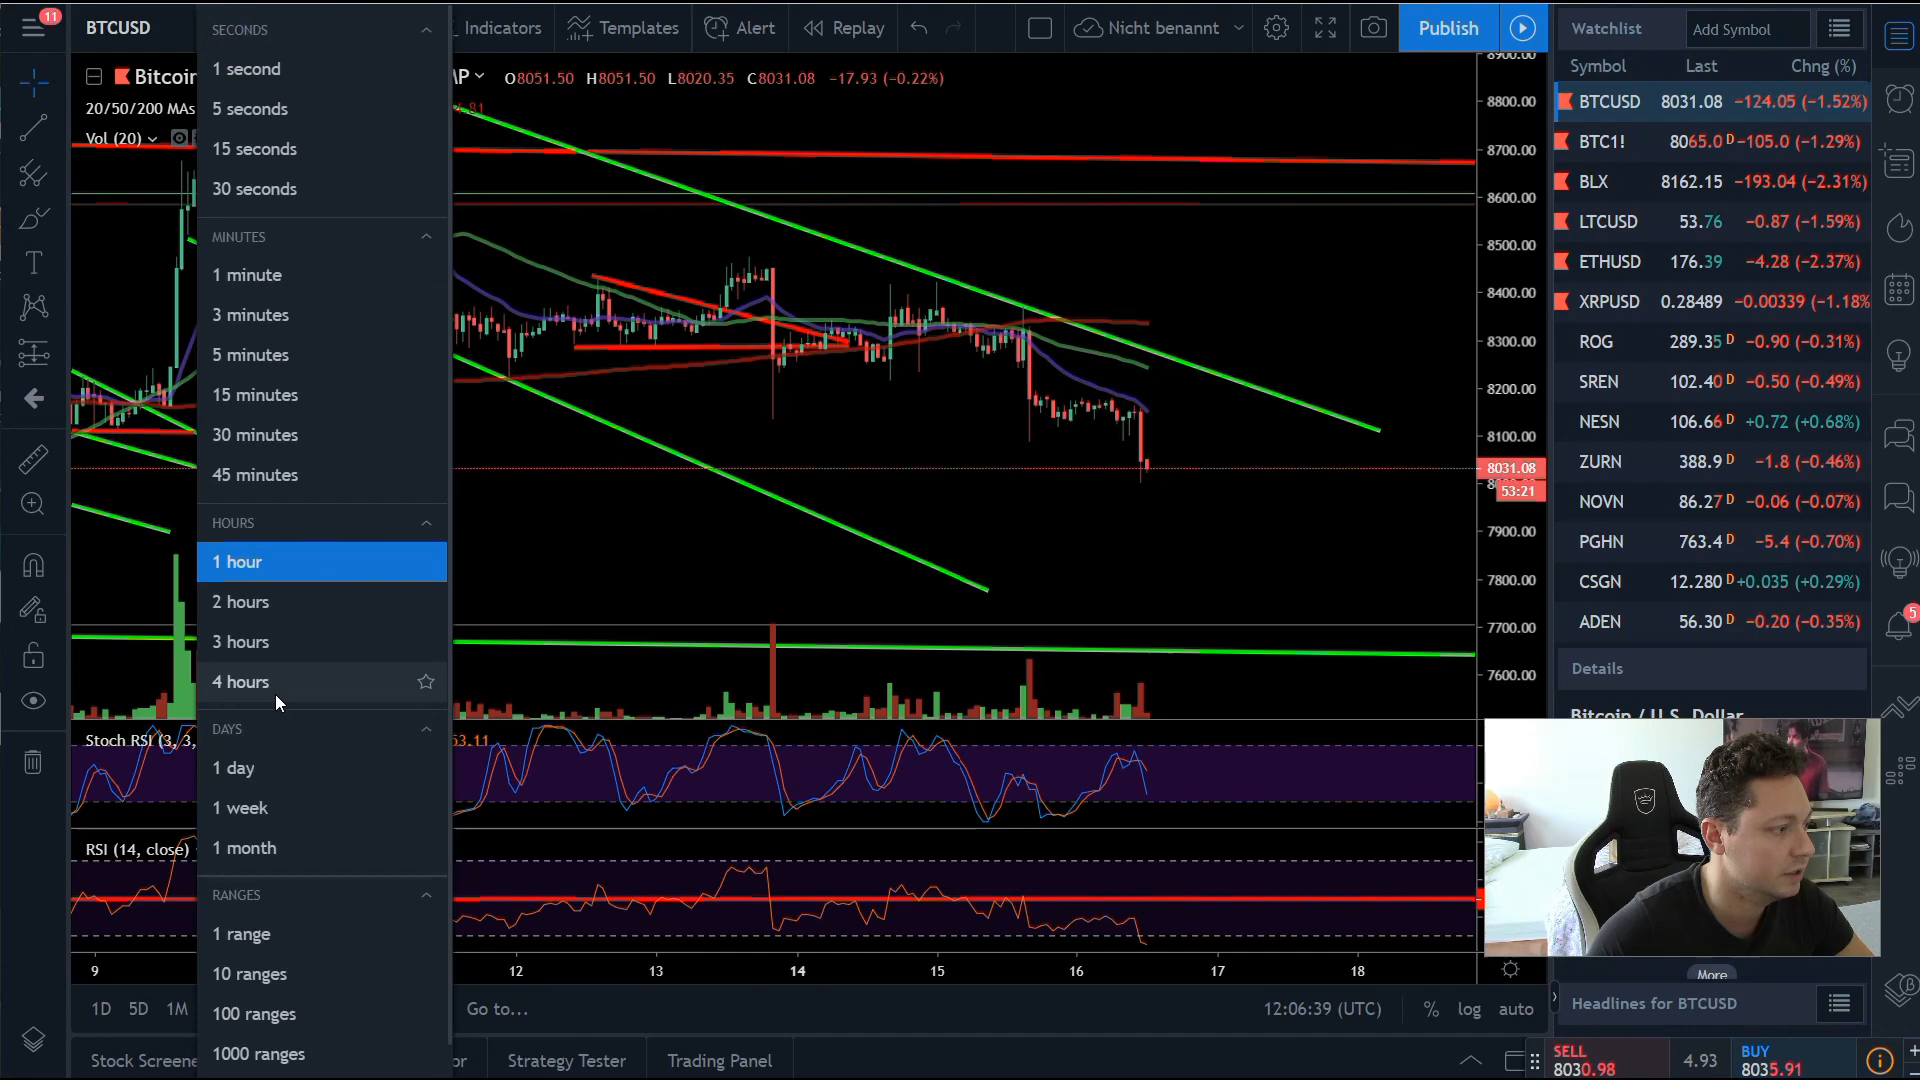 11
BTCUSD
Indicators
Templates
Alert
Replay
Nicht benannt
Publish
SECONDS
1 second
5 seconds
15 seconds
30 seconds
MINUTES
1 minute
3 minutes
5 minutes
15 minutes
30 minutes
45 minutes
HOURS
1 hour
2 hours
3 hours
4 hours
DAYS
1 day
1 week
1 month
RANGES
1 range
10 ranges
100 ranges
1000 ranges
Bitcoin
O8051.50 H8051.50 L8020.35 C8031.08 −17.93 (−0.22%)
20/50/200 MAs
Vol (20)
Stoch RSI (3, 3,
53.11
RSI (14, close)
8900.00
8800.00
8700.00
8600.00
8500.00
8400.00
8300.00
8200.00
8100.00
8031.08
53:21
7900.00
7800.00
7700.00
7600.00
9 12 13 14 15 16 17 18
1D 5D 1M
Go to...
12:06:39 (UTC)
% log auto
Stock Screene
or
Strategy Tester
Trading Panel
Watchlist
Add Symbol
Symbol Last Chng (%)
BTCUSD 8031.08 −124.05 (−1.52%)
BTC1! 8065.0 D −105.0 (−1.29%)
BLX 8162.15 −193.04 (−2.31%)
LTCUSD 53.76 −0.87 (−1.59%)
ETHUSD 176.39 −4.28 (−2.37%)
XRPUSD 0.28489 −0.00339 (−1.18%
ROG 289.35 D −0.90 (−0.31%)
SREN 102.40 D −0.50 (−0.49%)
NESN 106.66 D +0.72 (+0.68%)
ZURN 388.9 D −1.8 (−0.46%)
NOVN 86.27 D −0.06 (−0.07%)
PGHN 763.4 D −5.4 (−0.70%)
CSGN 12.280 D +0.035 (+0.29%)
ADEN 56.30 D −0.20 (−0.35%)
5
Details
Bitcoin / U.S. Dollar
More
Headlines for BTCUSD
SELL
8030.98
4.93
BUY
8035.91